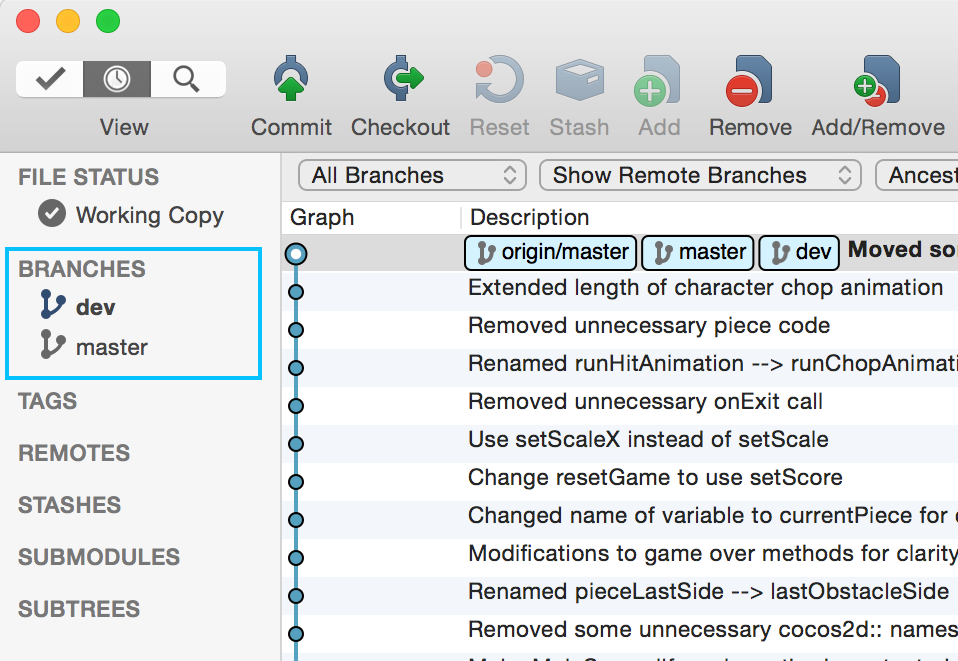 View Commit Checkout Reset Stash Add Remove Add/Remove
FILE STATUS
Working Copy
BRANCHES
dev
master
TAGS
REMOTES
STASHES
SUBMODULES
SUBTREES
All Branches Show Remote Branches Ancest
Graph Description
origin/master master dev Moved so
Extended length of character chop animation
Removed unnecessary piece code
Renamed runHitAnimation --> runChopAnimati
Removed unnecessary onExit call
Use setScaleX instead of setScale
Change resetGame to use setScore
Changed name of variable to currentPiece for
Modifications to game over methods for clarity
Renamed pieceLastSide --> lastObstacleSide
Removed some unnecessary cocos2d:: names